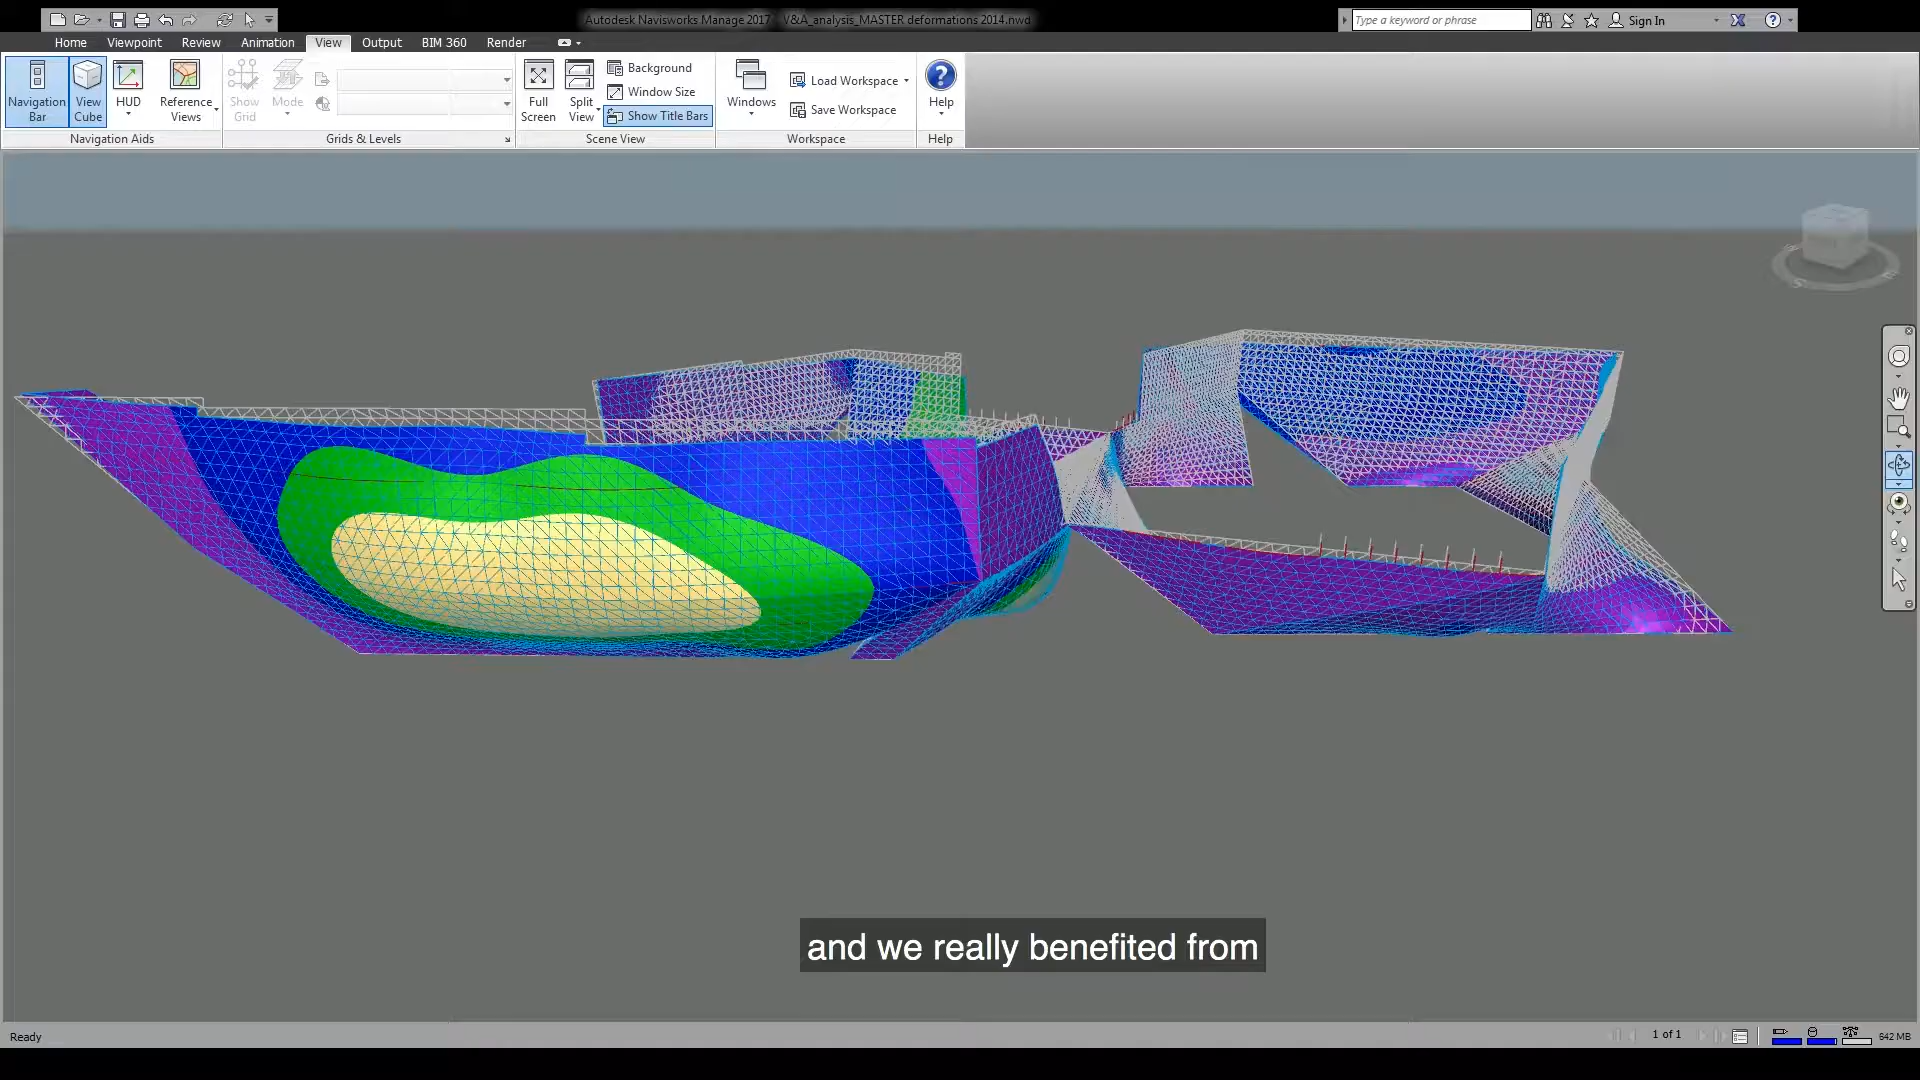 Autodesk Navisworks Manage 2017 V&A_analysis_MASTER deformations 2014.nwd
Type a keyword or phrase
Sign In
Home Viewpoint Review Animation View Output BIM 360 Render
Navigation Bar
View Cube
HUD
Reference Views
Show Grid
Mode
Full Screen
Split View
Background
Window Size
Show Title Bars
Windows
Load Workspace
Save Workspace
Help
Navigation Aids Grids & Levels Scene View Workspace Help
and we really benefited from
Ready
1 of 1
642 MB